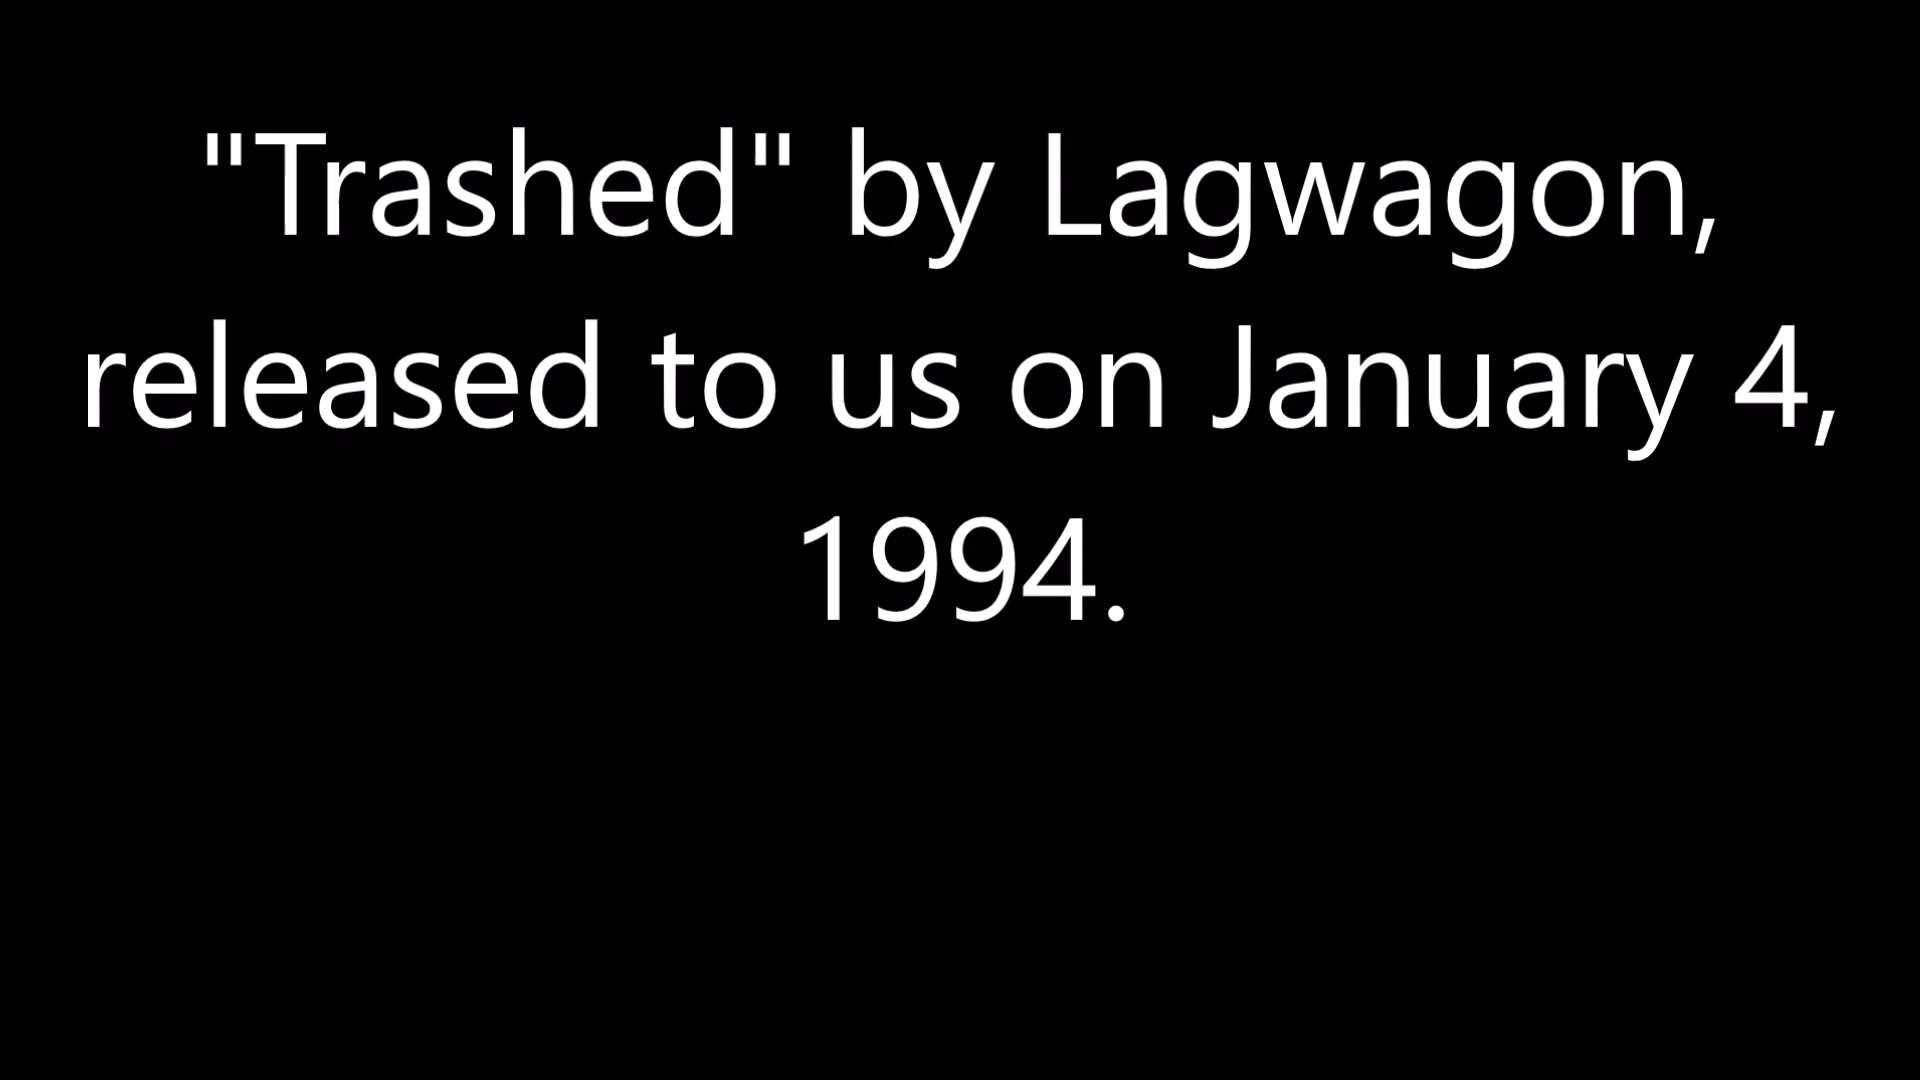 "Trashed" by Lagwagon,
released to us on January 4,
1994.